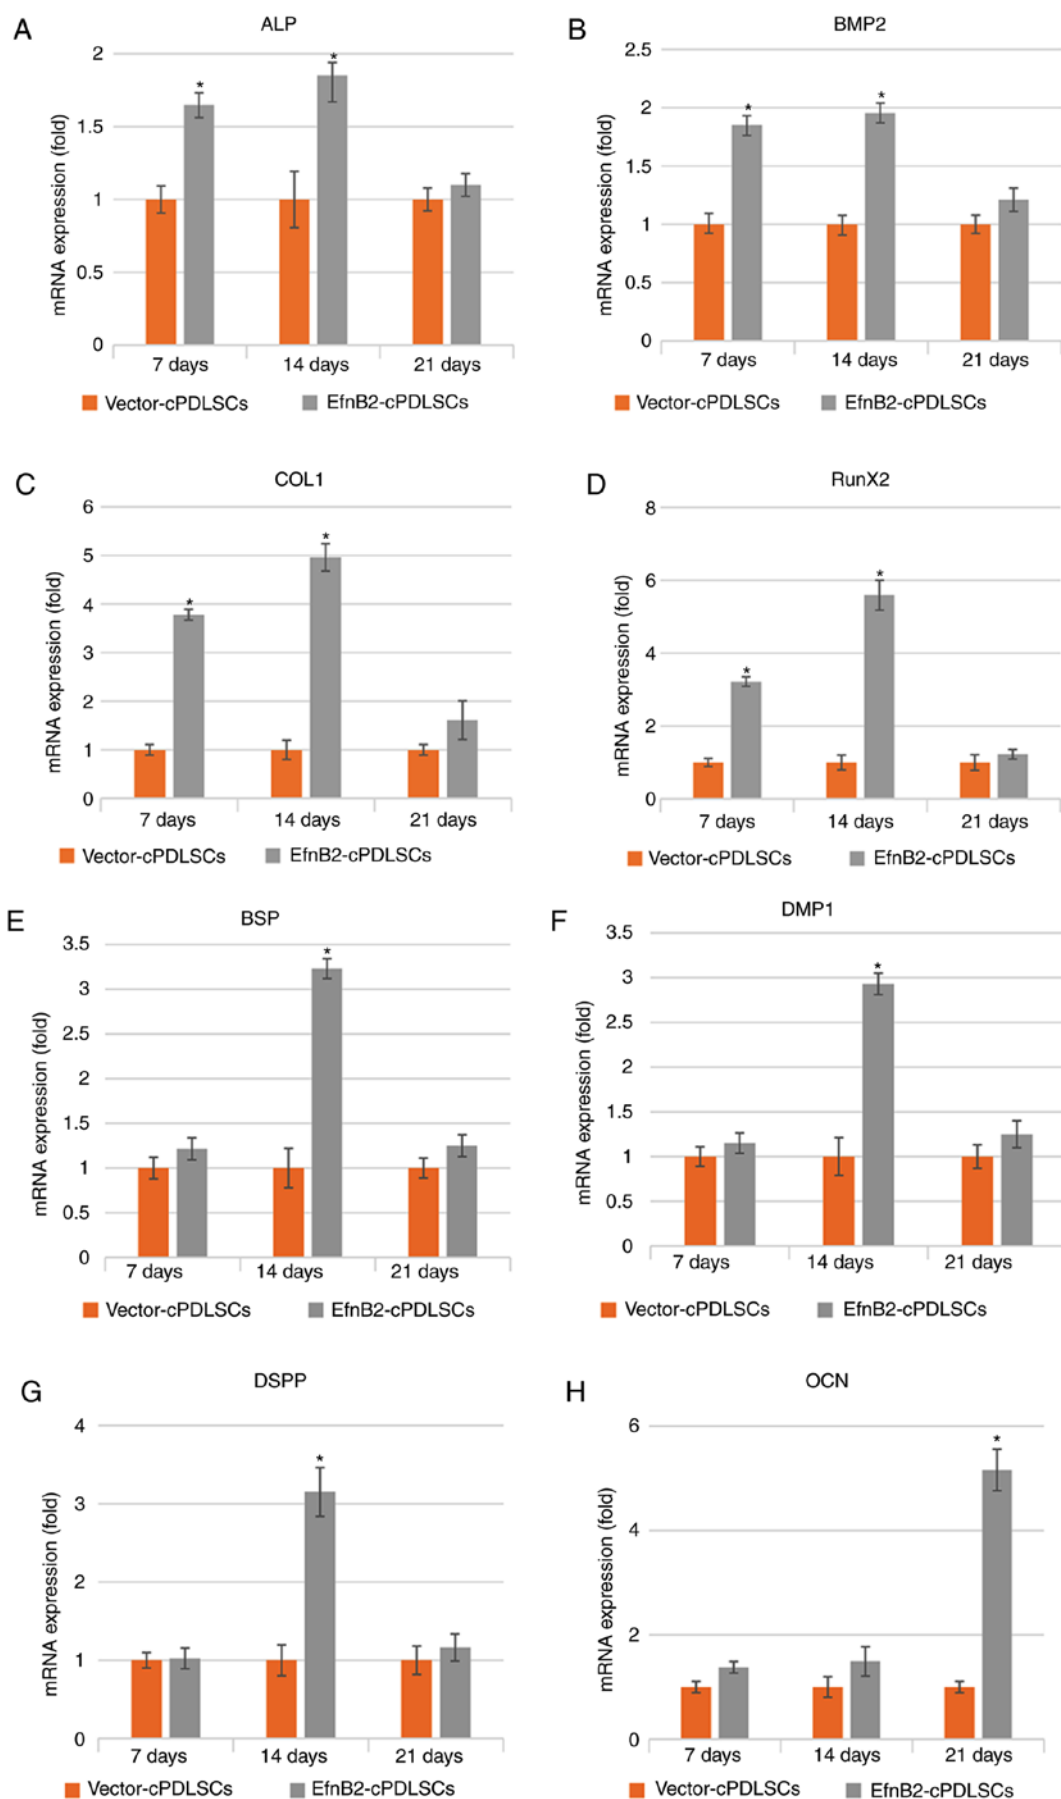 A
ALP
mRNA expression (fold)
2
*
*
1.5
1
0.5
0
7 days
14 days
21 days
Vector-cPDLSCs
EfnB2-cPDLSCs
B
BMP2
mRNA expression (fold)
2.5
2
*
*
1.5
1
0.5
0
7 days
14 days
21 days
Vector-cPDLSCs
EfnB2-cPDLSCs
C
COL1
mRNA expression (fold)
6
*
5
4
*
3
2
1
0
7 days
14 days
21 days
Vector-cPDLSCs
EfnB2-cPDLSCs
D
RunX2
mRNA expression (fold)
8
6
*
4
*
2
0
7 days
14 days
21 days
Vector-cPDLSCs
EfnB2-cPDLSCs
E
BSP
mRNA expression (fold)
3.5
*
3
2.5
2
1.5
1
0.5
0
7 days
14 days
21 days
Vector-cPDLSCs
EfnB2-cPDLSCs
F
DMP1
mRNA expression (fold)
3.5
*
3
2.5
2
1.5
1
0.5
0
7 days
14 days
21 days
Vector-cPDLSCs
EfnB2-cPDLSCs
G
DSPP
mRNA expression (fold)
4
*
3
2
1
0
7 days
14 days
21 days
Vector-cPDLSCs
EfnB2-cPDLSCs
H
OCN
mRNA expression (fold)
6
*
4
2
0
7 days
14 days
21 days
Vector-cPDLSCs
EfnB2-cPDLSCs